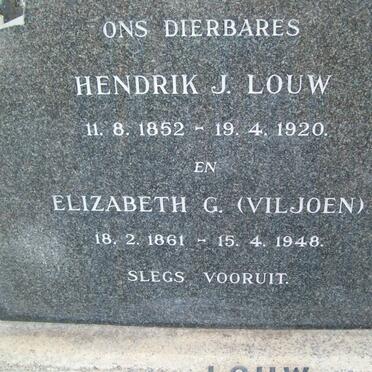 ONS DIERBARES
HENDRIK J. LOUW
11. 8. 1852 - 19. 4. 1920.
EN
ELIZABETH G. (VILJOEN)
18. 2. 1861 - 15. 4. 1948.
SLEGS VOORUIT.
LOUW